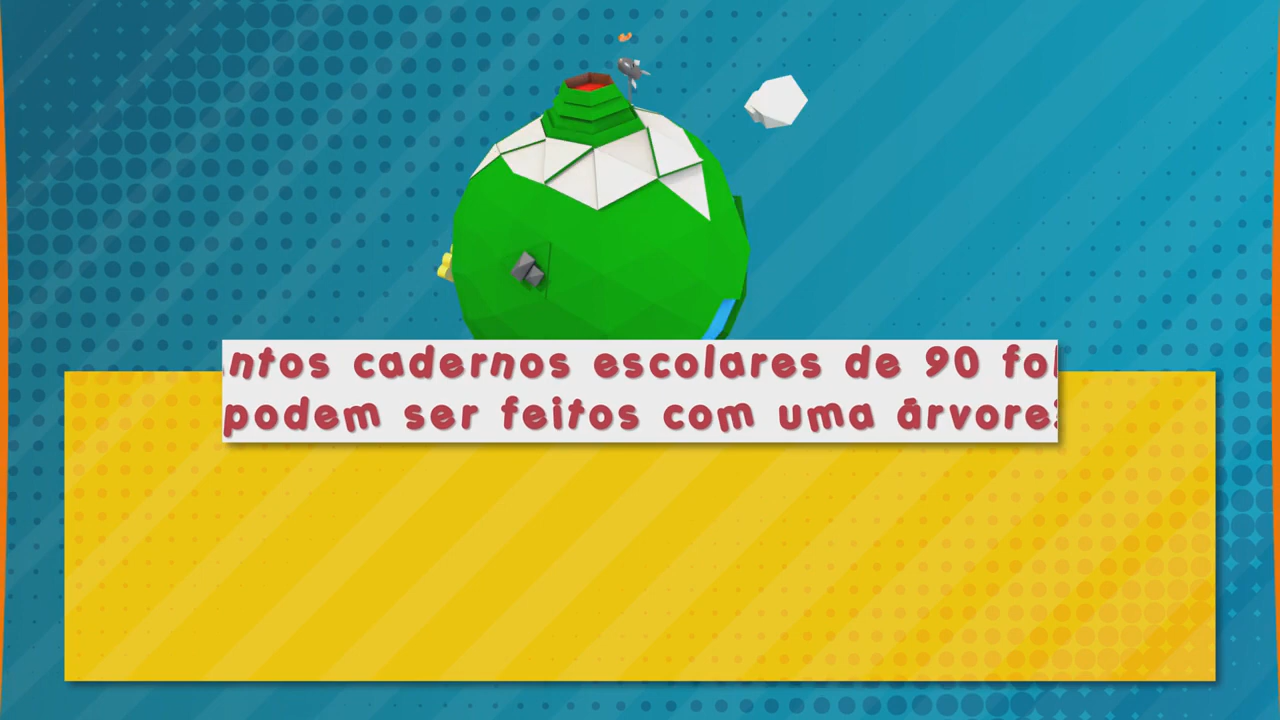 ntos cadernos escolares de 90 fol
podem ser feitos com uma árvore